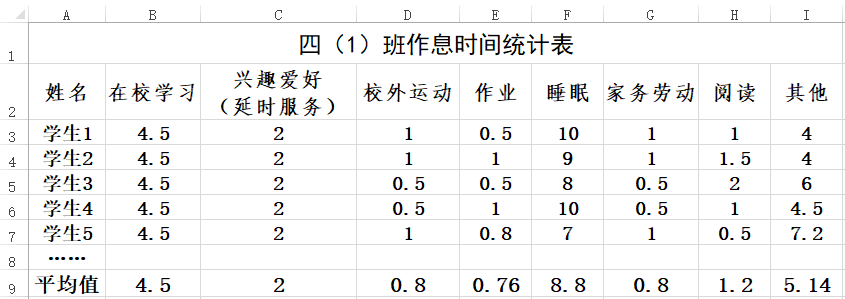 A B C D E F G H I
1 四（1）班作息时间统计表
兴趣爱好
2 姓名 在校学习 （延时服务） 校外运动 作业 睡眠 家务劳动 阅读 其他
3 学生1 4.5 2 1 0.5 10 1 1 4
4 学生2 4.5 2 1 1 9 1 1.5 4
5 学生3 4.5 2 0.5 0.5 8 0.5 2 6
6 学生4 4.5 2 0.5 1 10 0.5 1 4.5
7 学生5 4.5 2 1 0.8 7 1 0.5 7.2
8 ……
9 平均值 4.5 2 0.8 0.76 8.8 0.8 1.2 5.14